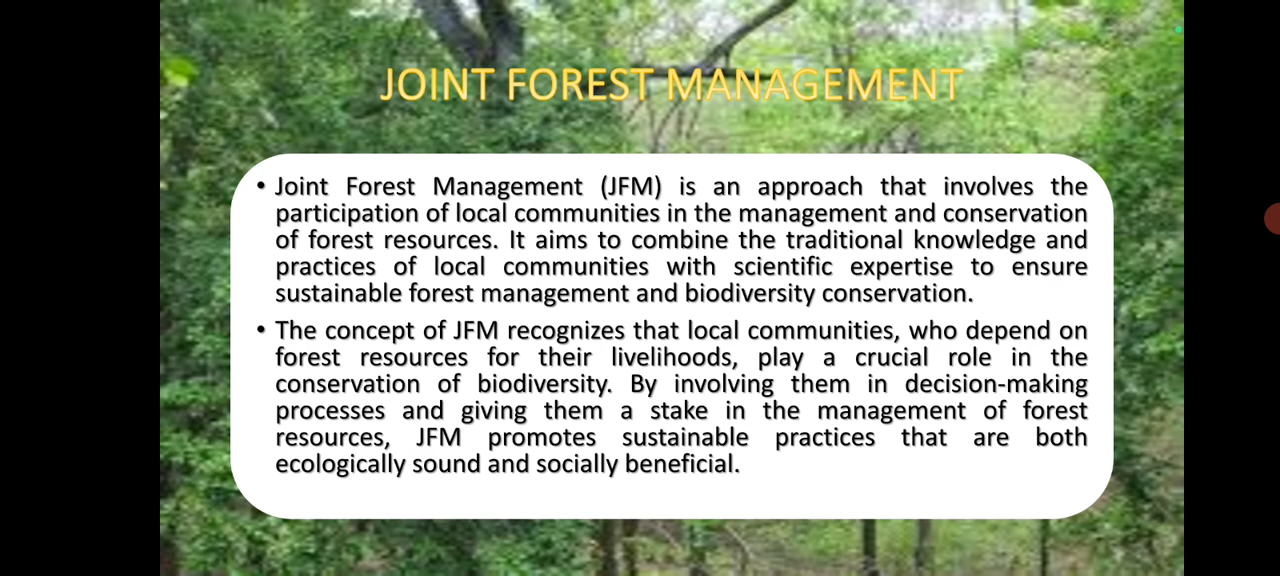 JOINT FOREST MANAGEMENT
• Joint Forest Management (JFM) is an approach that involves the
participation of local communities in the management and conservation
of forest resources. It aims to combine the traditional knowledge and
practices of local communities with scientific expertise to ensure
sustainable forest management and biodiversity conservation.
• The concept of JFM recognizes that local communities, who depend on
forest resources for their livelihoods, play a crucial role in the
conservation of biodiversity. By involving them in decision-making
processes and giving them a stake in the management of forest
resources, JFM promotes sustainable practices that are both
ecologically sound and socially beneficial.